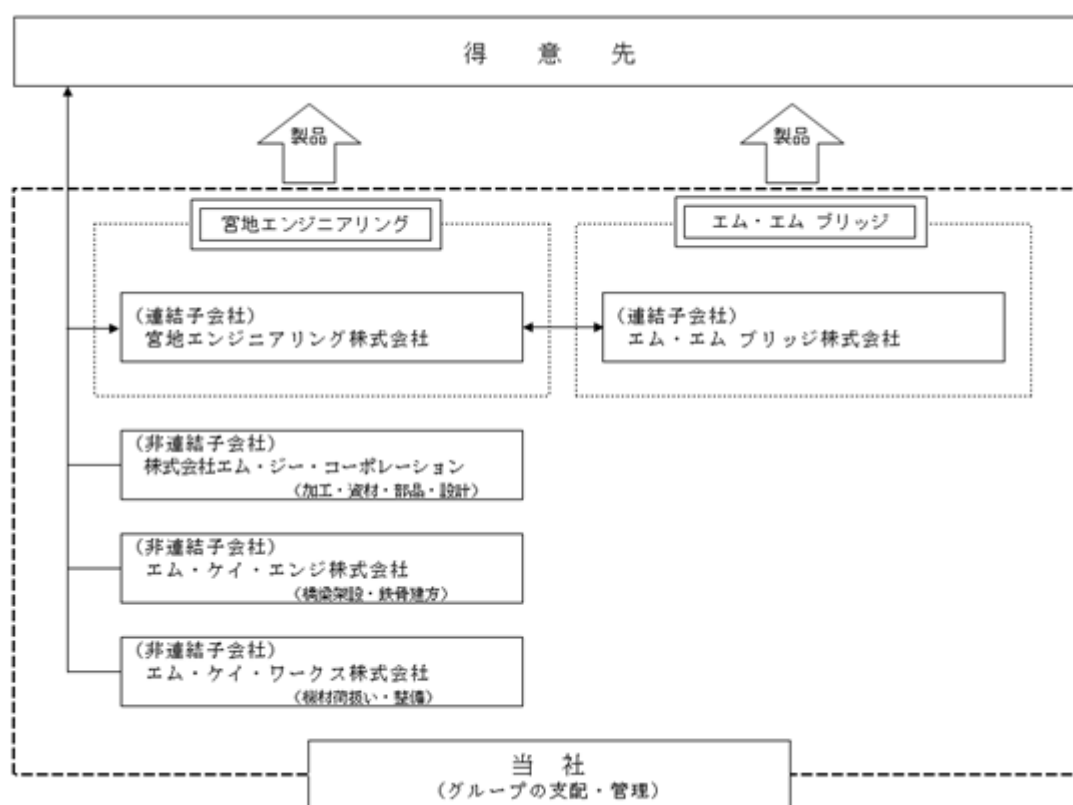 得意先
製品
製品
宮地エンジニアリング
エム・エム ブリッジ
(連結子会社)
宮地エンジニアリング株式会社
(連結子会社)
エム・エム ブリッジ株式会社
(非連結子会社)
株式会社エム・ジー・コーポレーション
(加工・資材・部品・設計)
(非連結子会社)
エム・ケイ・エンジ株式会社
(橋梁架設・鉄骨建方)
(非連結子会社)
エム・ケイ・ワークス株式会社
(機材荷扱い・整備)
当社
(グループの支配・管理)